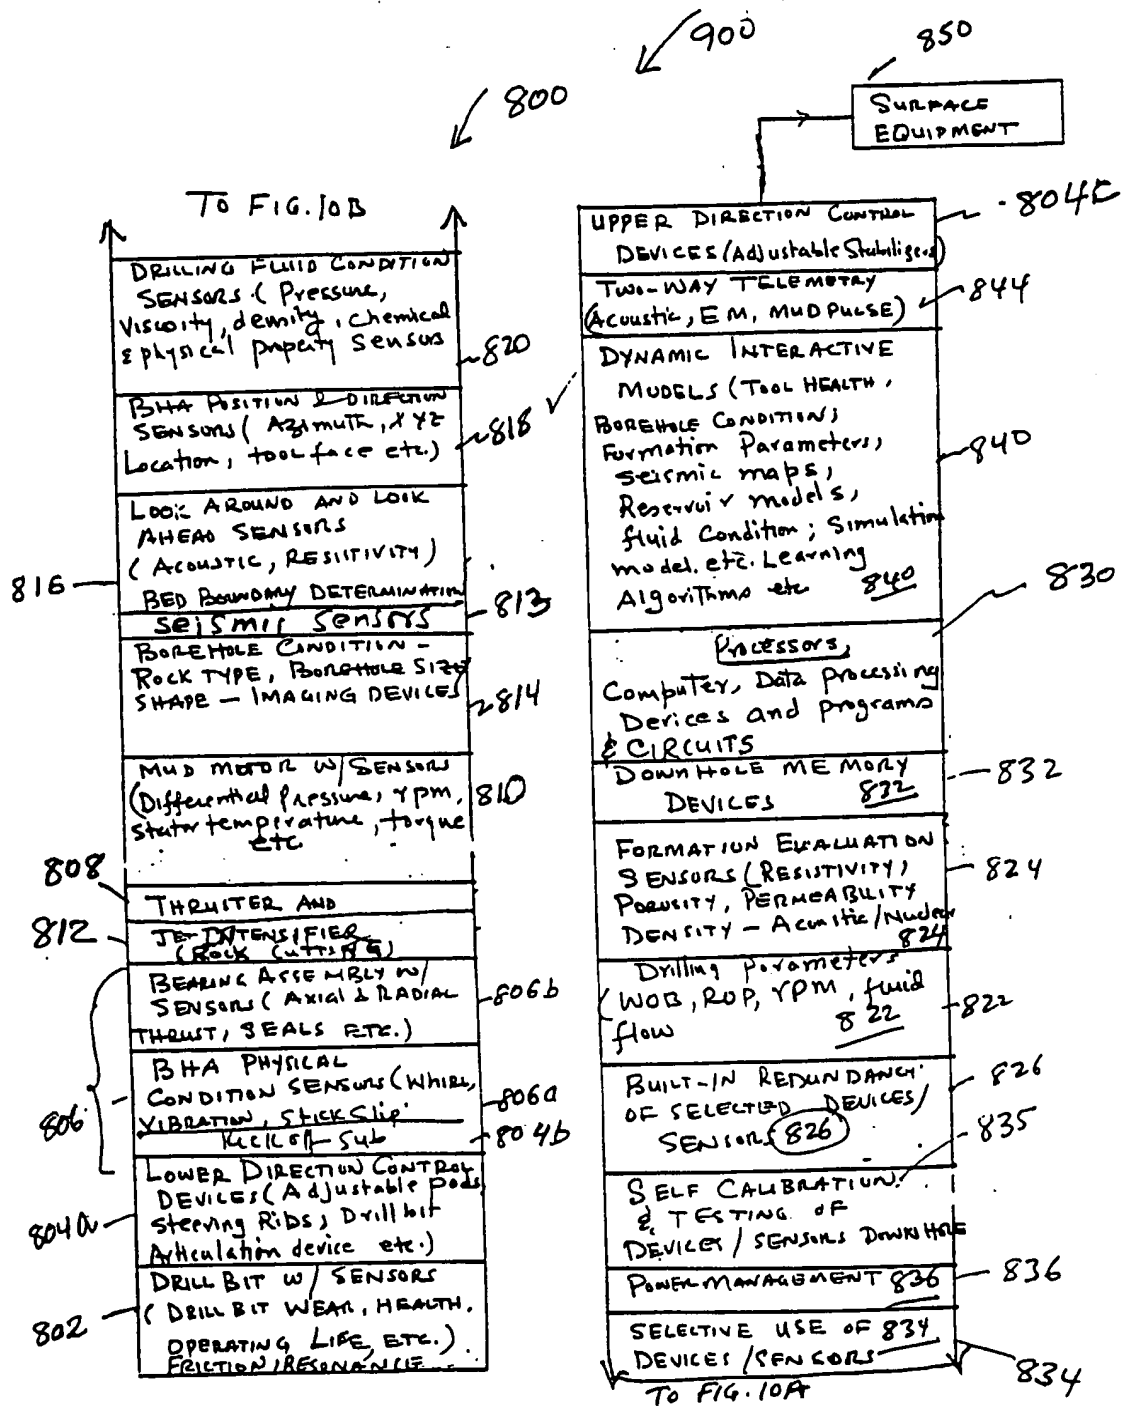 900
850
800
SURFACE
EQUIPMENT
TO FIG. 10B
DRILLING FLUID CONDITION
SENSORS ( Pressure,
Viscosity, density, chemical
& physical property sensors
820
BHA POSITION & DIRECTION
SENSORS ( Azimuth, XYZ
Location, tool face etc.)
818
LOOK AROUND AND LOOK
AHEAD SENSORS
( ACOUSTIC, RESISTIVITY)
BED BOUNDARY DETERMINATION
816
SEISMIC SENSORS
813
BOREHOLE CONDITION -
ROCK TYPE, BOREHOLE SIZE
SHAPE - IMAGING DEVICES
814
MUD MOTOR W/ SENSORS
(Differential Pressure, rpm,
stator temperature, torque
etc
810
808
THRUSTER AND
812
JET INTENSIFIER
(ROCK CUTTING)
BEARING ASSEMBLY W/
SENSORS ( AXIAL & RADIAL
THRUST, SEALS ETC.)
806b
BHA PHYSICAL
CONDITION SENSORS (WHIRL,
VIBRATION, Stick Slip
806
806a
KICK OFF SUB
804b
LOWER DIRECTION CONTROL
DEVICES (Adjustable pads,
Steering Ribs, Drill bit
Articulation device etc.)
804a
DRILL BIT W/ SENSORS
( DRILL BIT WEAR, HEALTH,
OPERATING LIFE, ETC.)
FRICTION/RESONANCE
802
UPPER DIRECTION CONTROL
DEVICES (Adjustable Stabilizers)
804C
TWO-WAY TELEMETRY
(Acoustic, EM, MUD PULSE)
844
DYNAMIC INTERACTIVE
MODELS (TOOL HEALTH,
BOREHOLE CONDITION;
Formation Parameters,
Seismic maps,
Reservoir models,
fluid Condition; Simulation
model. etc. Learning
Algorithms etc 840
840
830
Processors,
Computer, Data processing
Devices and programs
& CIRCUITS
DOWNHOLE MEMORY
DEVICES 832
832
FORMATION EVALUATION
SENSORS (RESISTIVITY,
POROSITY, PERMEABILITY
DENSITY - Acoustic/Nuclear
824
824
Drilling Parameters
(WOB, ROP, rpm, fluid
flow 822
822
BUILT-IN REDUNDANCY
OF SELECTED DEVICES/
SENSORS 826
826
835
SELF CALIBRATION
& TESTING OF
DEVICES / SENSORS DOWNHOLE
POWER MANAGEMENT 836
836
SELECTIVE USE OF 834
DEVICES / SENSORS
834
TO FIG. 10A